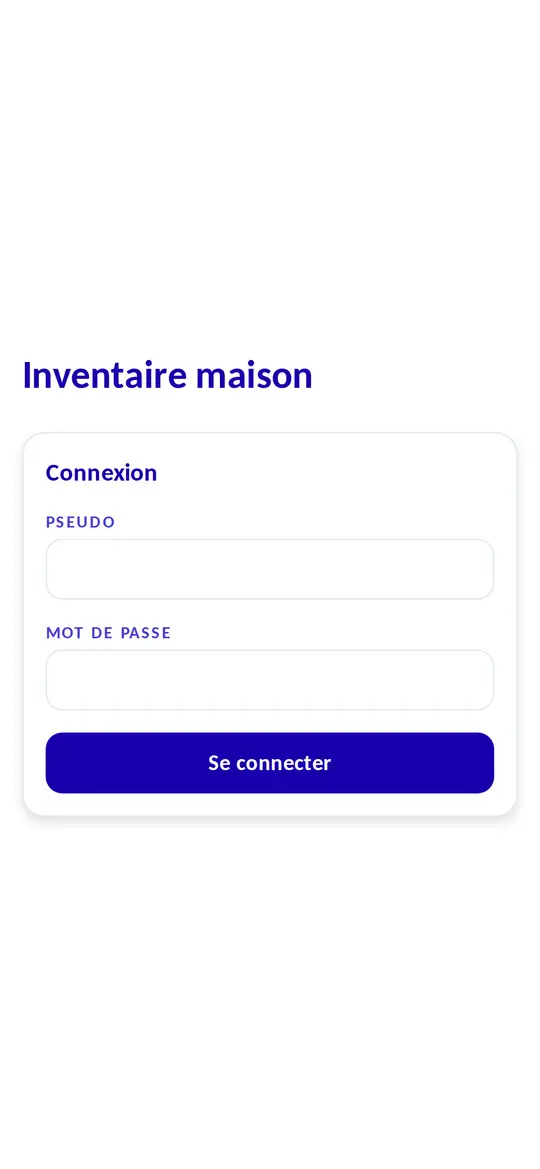 Inventaire maison
Connexion
PSEUDO
MOT DE PASSE
Se connecter